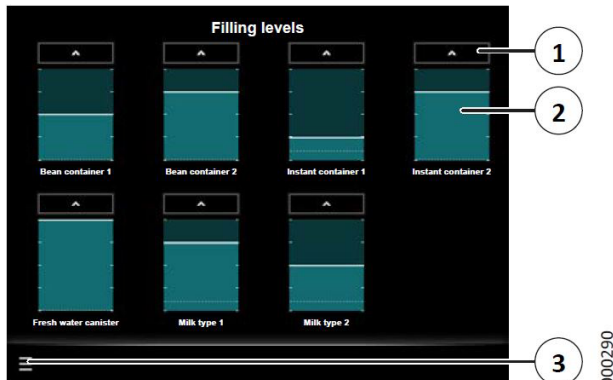 Filling levels
1
2
Bean container 1
Bean container 2
Instant container 1
Instant container 2
Fresh water canister
Milk type 1
Milk type 2
3
000290